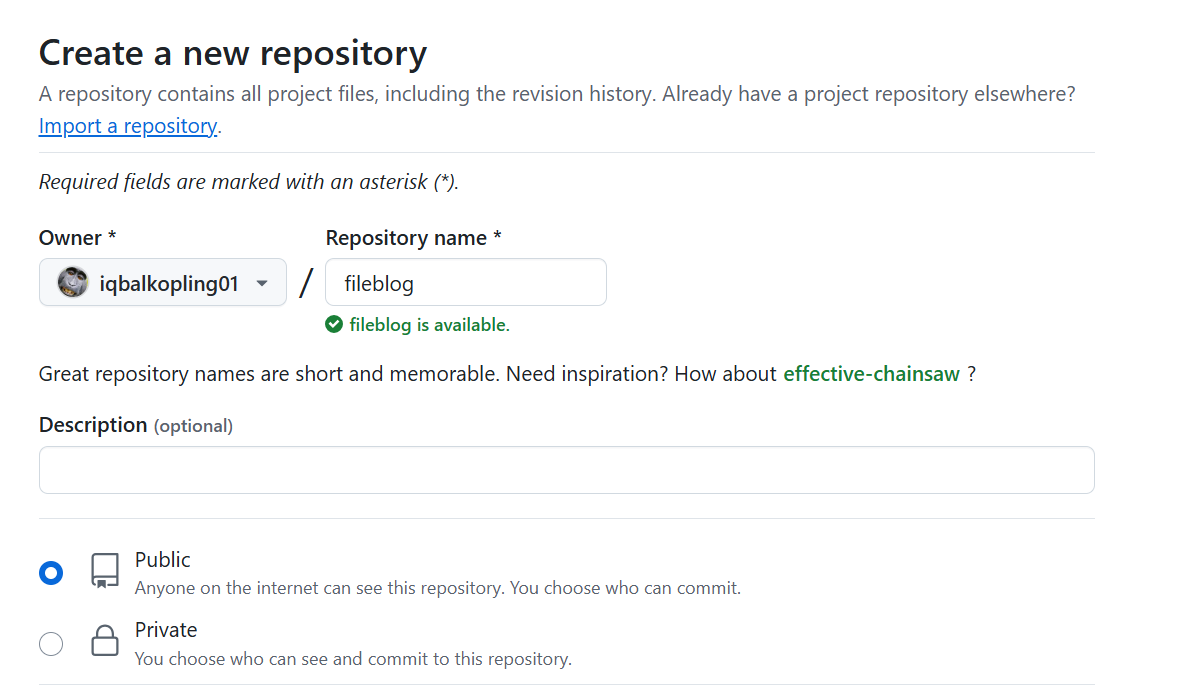 Create a new repository
A repository contains all project files, including the revision history. Already have a project repository elsewhere?
Import a repository.
Required fields are marked with an asterisk (*).
Owner * Repository name *
iqbalkopling01 / fileblog
fileblog is available.
Great repository names are short and memorable. Need inspiration? How about effective-chainsaw ?
Description (optional)
Public
Anyone on the internet can see this repository. You choose who can commit.
Private
You choose who can see and commit to this repository.